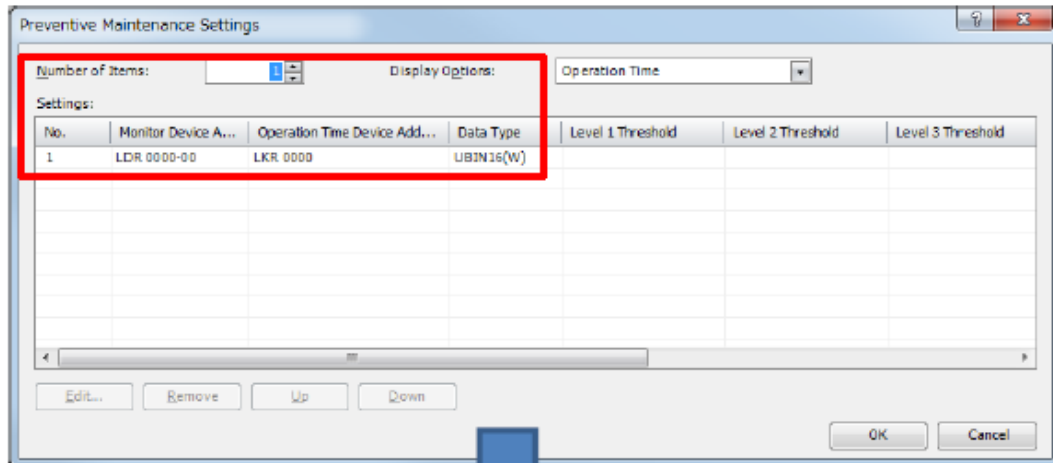 Preventive Maintenance Settings
Number of Items: 1 Display Options: Operation Time
Settings:
No. Monitor Device A... Operation Time Device Add... Data Type Level 1 Threshold Level 2 Threshold Level 3 Threshold
1 LDR 0000-00 LKR 0000 UBIN16(W)
Edit... Remove Up Down
OK Cancel